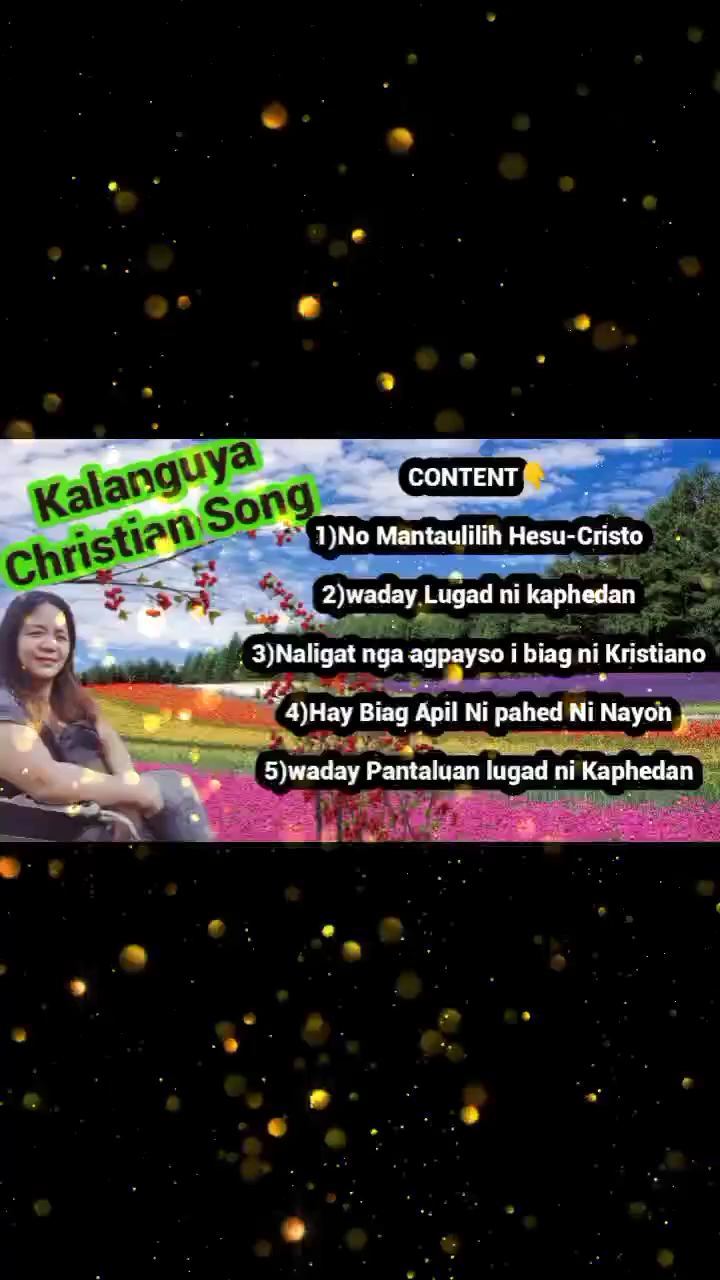 Kalanguya
Christian Song
CONTENT👇
1)No Mantaulilih Hesu-Cristo
2)waday Lugad ni kaphedan
3)Naligat nga agpayso i biag ni Kristiano
4)Hay Biag Apil Ni pahed Ni Nayon
5)waday Pantaluan lugad ni Kaphedan